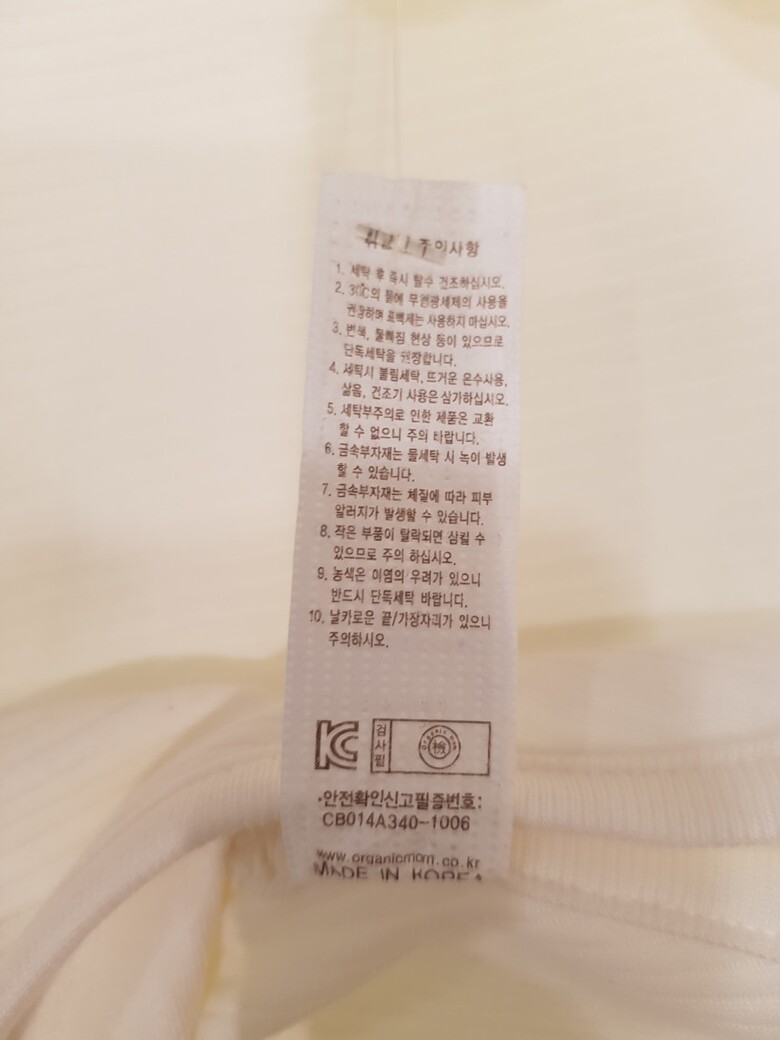 취급 ! 주의사항
1. 세탁 후 즉시 탈수 건조하십시오.
2. 30C의 물에 무형광세제의 사용을
권장하며 표백제는 사용하지 마십시오.
3. 변색, 물빠짐 현상 등이 있으므로
단독세탁을 권장합니다.
4. 세탁시 불림세탁, 뜨거운 온수사용,
삶음, 건조기 사용은 삼가하십시오.
5. 세탁부주의로 인한 제품은 교환
할 수 없으니 주의 바랍니다.
6. 금속부자재는 물세탁 시 녹이 발생
할 수 있습니다.
7. 금속부자재는 체질에 따라 피부
알러지가 발생할 수 있습니다.
8. 작은 부품이 탈락되면 삼킬 수
있으므로 주의 하십시오.
9. 농색은 이염의 우려가 있으니
반드시 단독세탁 바랍니다.
10. 날카로운 끝/가장자리가 있으니
주의하시오.
KC 검사필 Organic Mom 檢
·안전확인신고필증번호:
CB014A340-1006
www.organicmom.co.kr
MADE IN KOREA